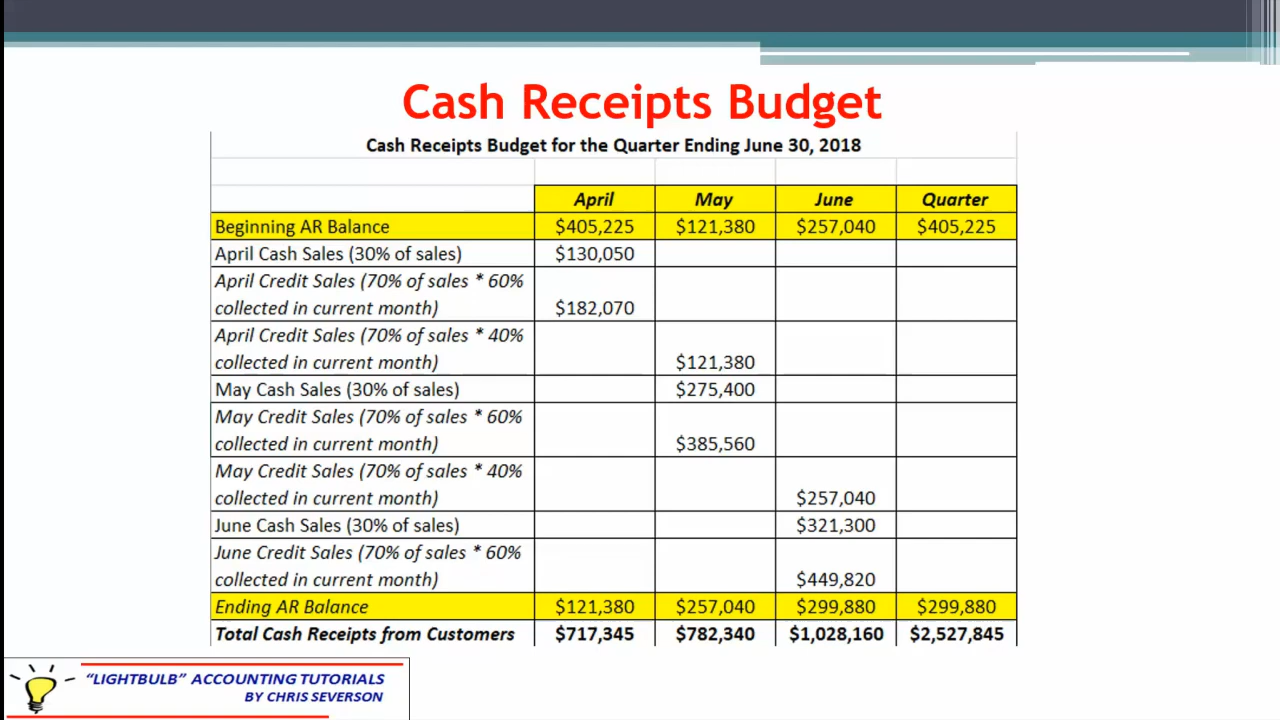 Cash Receipts Budget
Cash Receipts Budget for the Quarter Ending June 30, 2018
April May June Quarter
Beginning AR Balance $405,225 $121,380 $257,040 $405,225
April Cash Sales (30% of sales) $130,050
April Credit Sales (70% of sales * 60%
collected in current month) $182,070
April Credit Sales (70% of sales * 40%
collected in current month) $121,380
May Cash Sales (30% of sales) $275,400
May Credit Sales (70% of sales * 60%
collected in current month) $385,560
May Credit Sales (70% of sales * 40%
collected in current month) $257,040
June Cash Sales (30% of sales) $321,300
June Credit Sales (70% of sales * 60%
collected in current month) $449,820
Ending AR Balance $121,380 $257,040 $299,880 $299,880
Total Cash Receipts from Customers $717,345 $782,340 $1,028,160 $2,527,845
“LIGHTBULB” ACCOUNTING TUTORIALS
BY CHRIS SEVERSON